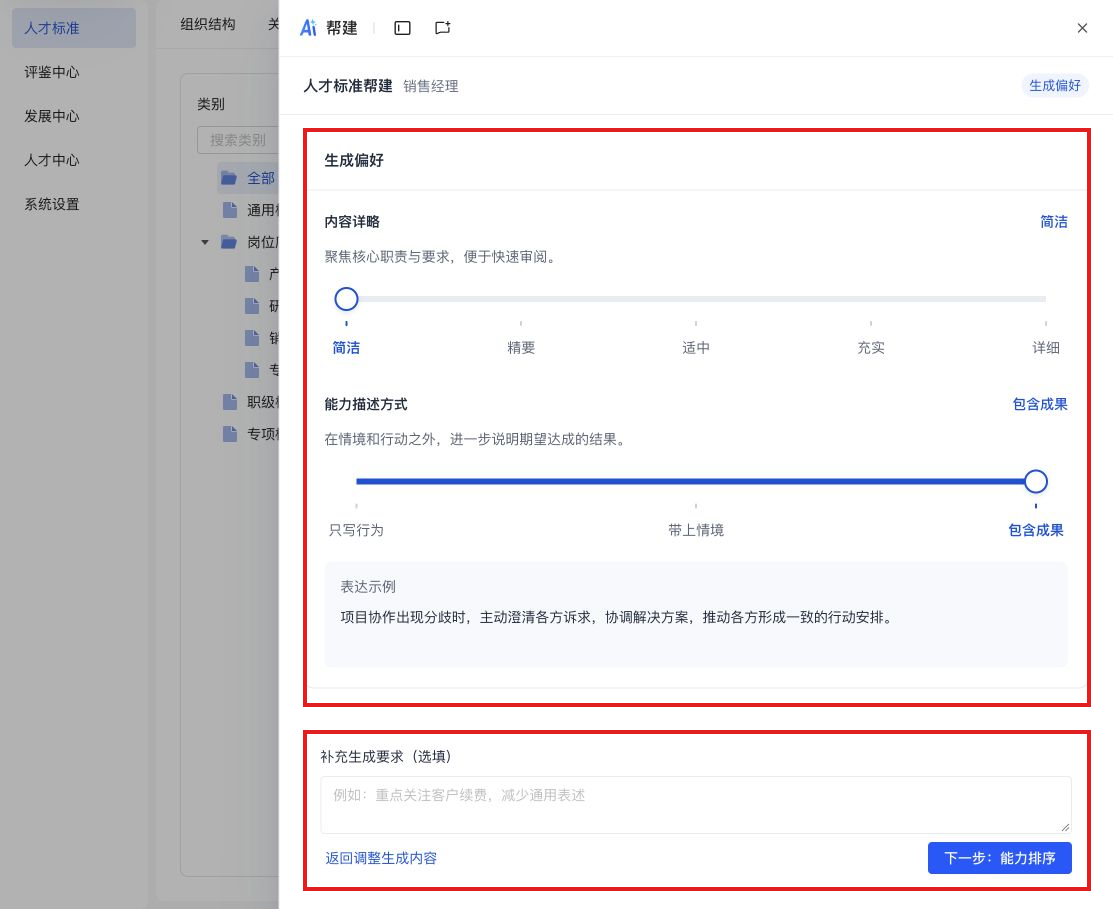 人才标准
评鉴中心
发展中心
人才中心
系统设置
组织结构
类别
搜索类别
全部
通用
岗位
职级
专项
Ai 帮建
人才标准帮建 销售经理
生成偏好
生成偏好
内容详略 简洁
聚焦核心职责与要求，便于快速审阅。
简洁 精要 适中 充实 详细
能力描述方式 包含成果
在情境和行动之外，进一步说明期望达成的结果。
只写行为 带上情境 包含成果
表达示例
项目协作出现分歧时，主动澄清各方诉求，协调解决方案，推动各方形成一致的行动安排。
补充生成要求（选填）
例如：重点关注客户续费，减少通用表述
返回调整生成内容 下一步：能力排序